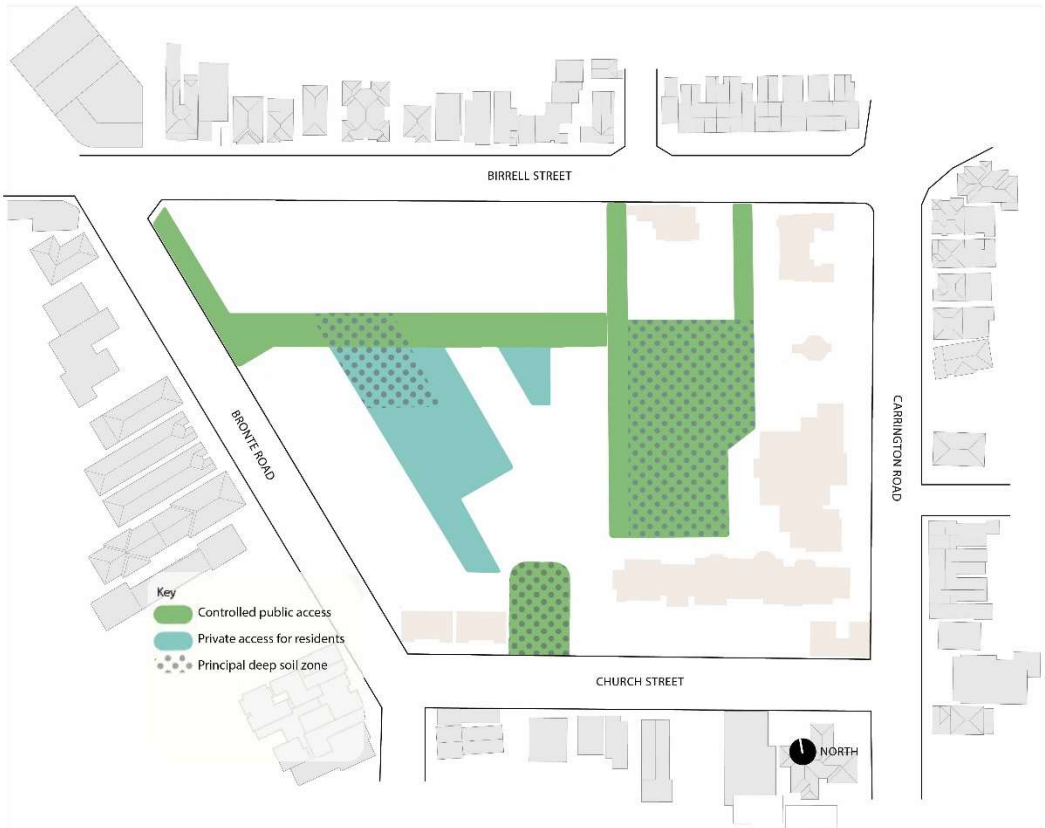 BIRRELL STREET
BRONTE ROAD
CARRINGTON ROAD
Key
Controlled public access
Private access for residents
Principal deep soil zone
CHURCH STREET
NORTH